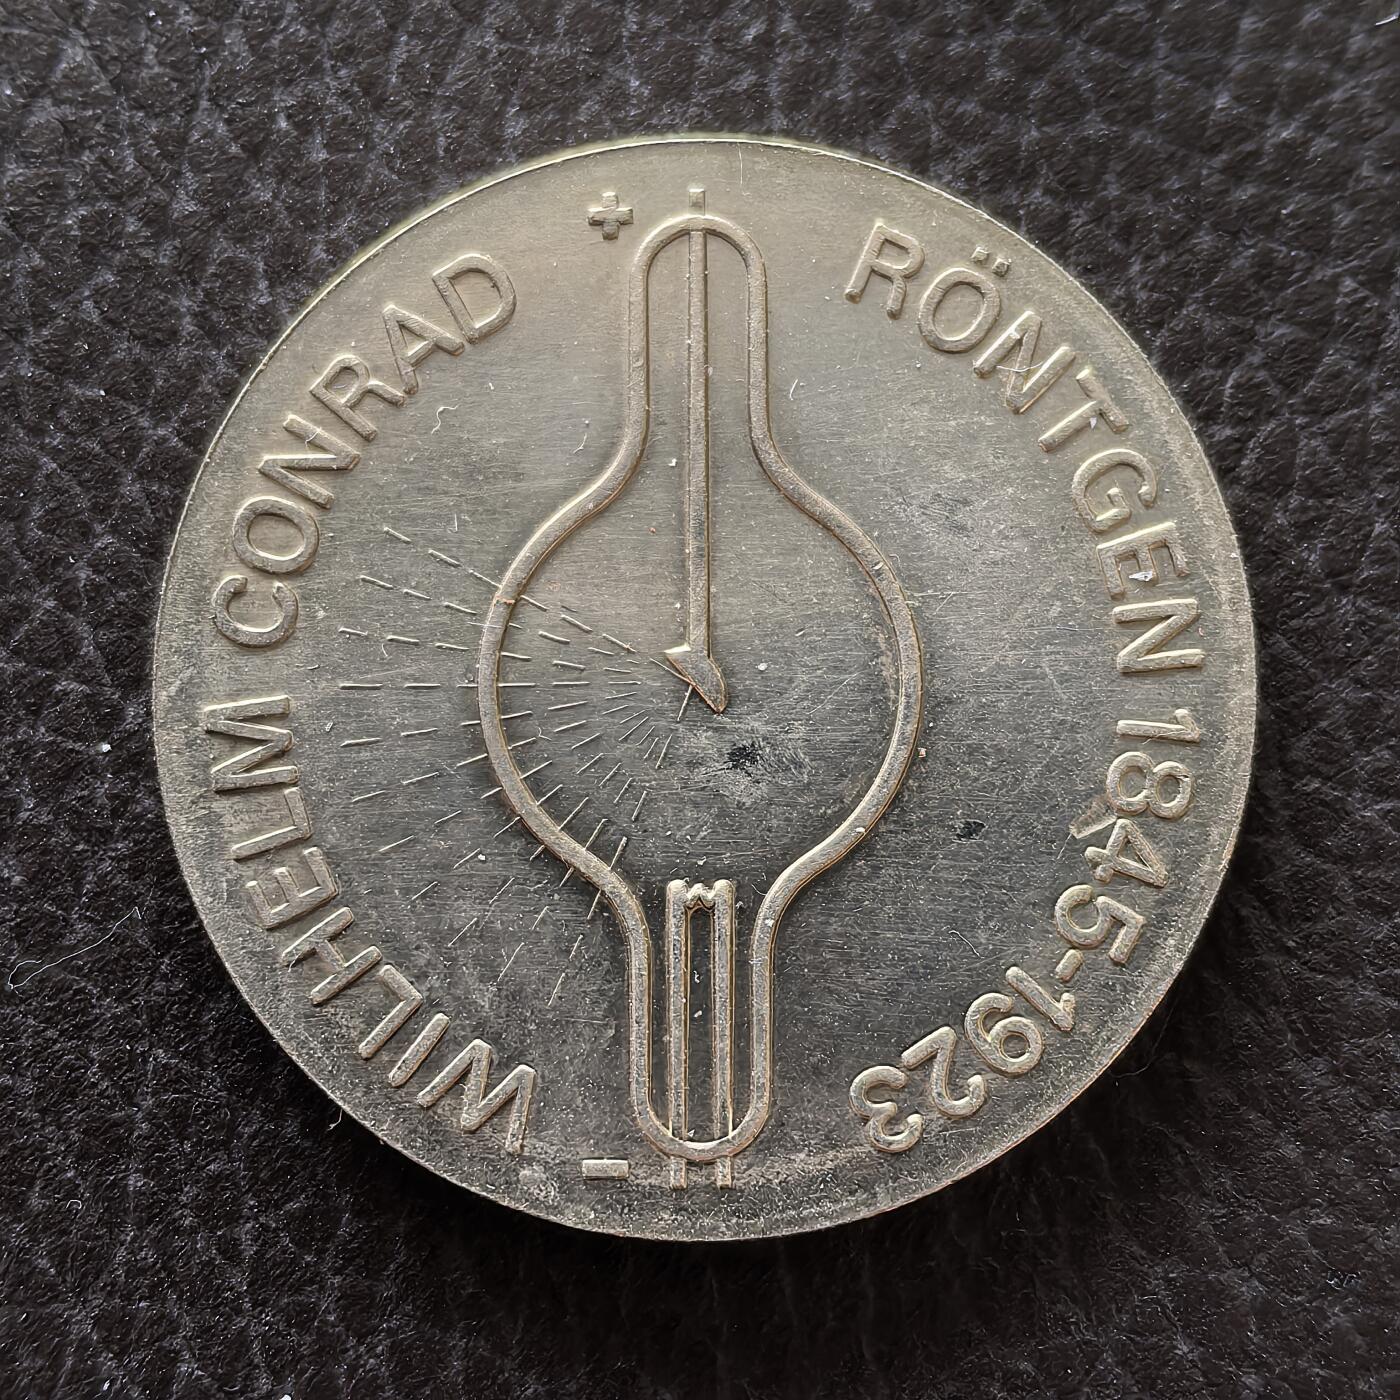 WILHELM CONRAD RÖNTGEN 1845-1923
+
-